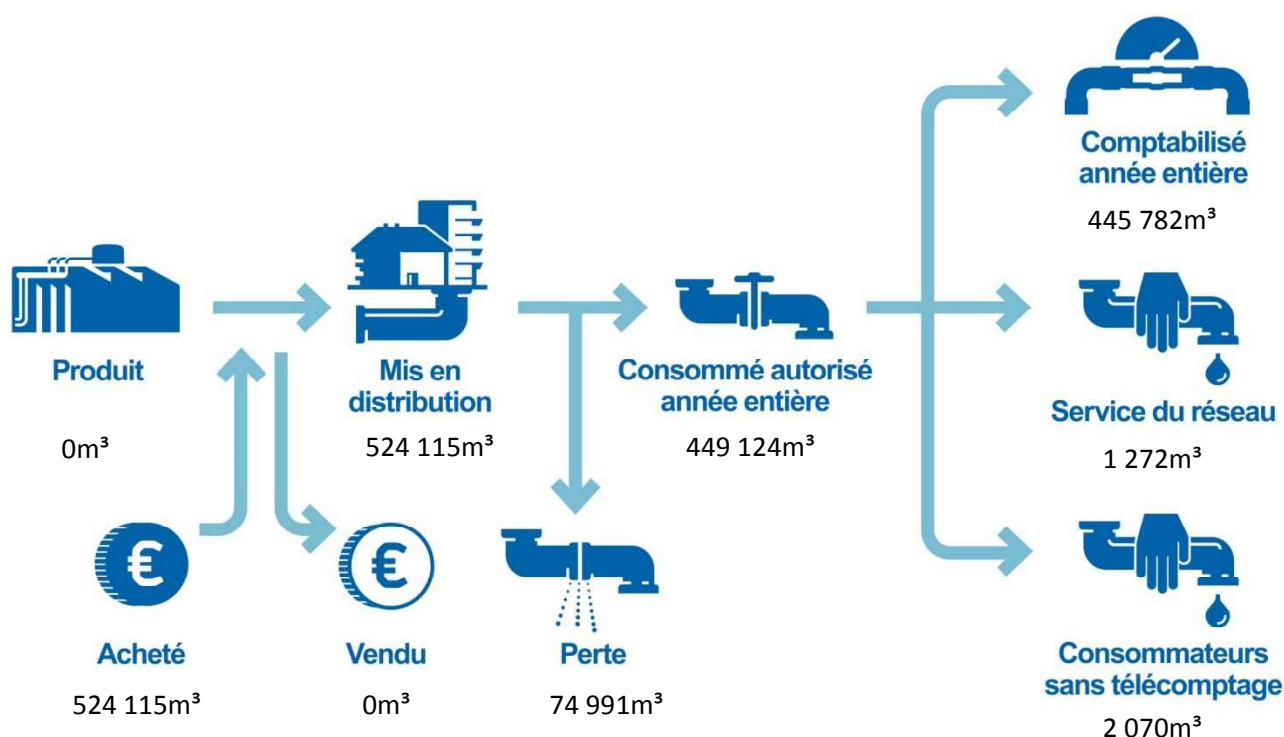 Comptabilisé
année entière
445 782m³
Produit
0m³
Mis en
distribution
524 115m³
Consommé autorisé
année entière
449 124m³
Service du réseau
1 272m³
€
Acheté
524 115m³
€
Vendu
0m³
Perte
74 991m³
Consommateurs
sans télécomptage
2 070m³